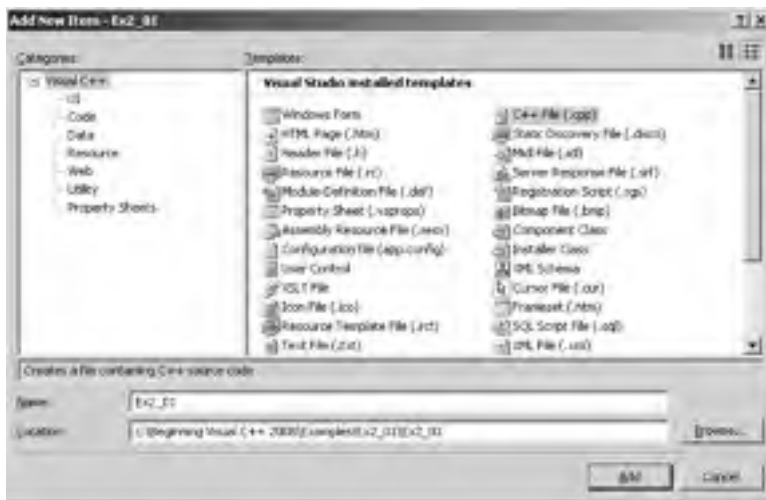 Add New Item - Ex2_01
Categories:
Templates:
Visual C++
UI
Code
Data
Resource
Web
Utility
Property Sheets
Visual Studio installed templates
Windows Form
HTML Page (.htm)
Header File (.h)
Resource File (.rc)
Module-Definition File (.def)
Property Sheet (.vsprops)
Assembly Resource File (.resx)
Configuration File (app.config)
User Control
XSLT File
Icon File (.ico)
Resource Template File (.rct)
Text File (.txt)
C++ File (.cpp)
Static Discovery File (.disco)
Midl File (.idl)
Server Response File (.srf)
Registration Script (.rgs)
Bitmap File (.bmp)
Component Class
Installer Class
XML Schema
Cursor File (.cur)
Frameset (.htm)
SQL Script File (.sql)
XML File (.xml)
Creates a file containing C++ source code
Name:
Ex2_01
Location:
Beginning Visual C++ 2008\Examples\Ex2_01\Ex2_01
Browse...
Add
Cancel